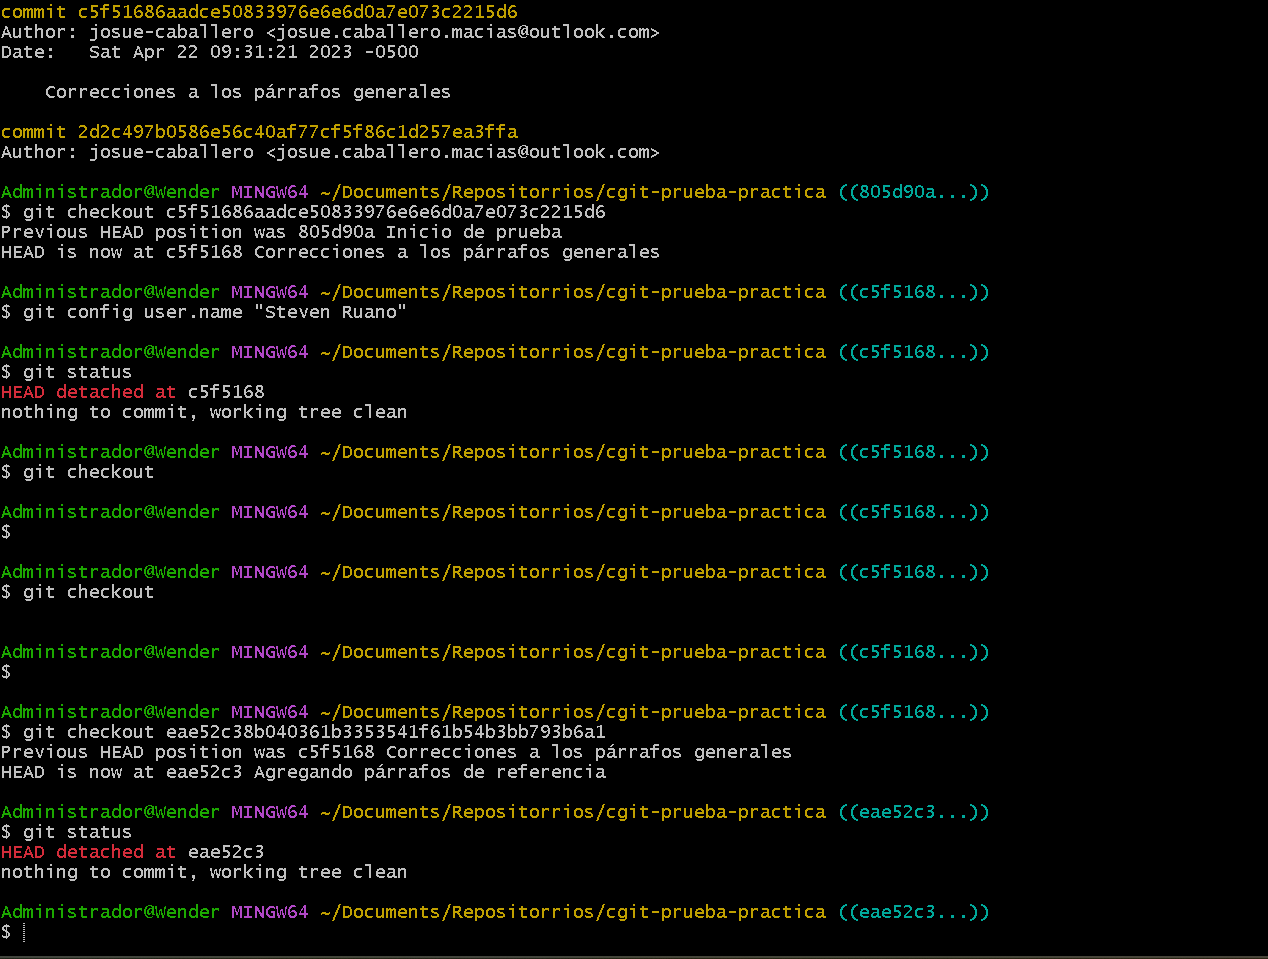 commit c5f51686aadce50833976e6e6d0a7e073c2215d6
Author: josue-caballero <josue.caballero.macias@outlook.com>
Date:   Sat Apr 22 09:31:21 2023 -0500
    Correcciones a los párrafos generales
commit 2d2c497b0586e56c40af77cf5f86c1d257ea3ffa
Author: josue-caballero <josue.caballero.macias@outlook.com>
Administrador@Wender MINGW64 ~/Documents/Repositorrios/cgit-prueba-practica ((805d90a...))
$ git checkout c5f51686aadce50833976e6e6d0a7e073c2215d6
Previous HEAD position was 805d90a Inicio de prueba
HEAD is now at c5f5168 Correcciones a los párrafos generales
Administrador@Wender MINGW64 ~/Documents/Repositorrios/cgit-prueba-practica ((c5f5168...))
$ git config user.name "Steven Ruano"
Administrador@Wender MINGW64 ~/Documents/Repositorrios/cgit-prueba-practica ((c5f5168...))
$ git status
HEAD detached at c5f5168
nothing to commit, working tree clean
Administrador@Wender MINGW64 ~/Documents/Repositorrios/cgit-prueba-practica ((c5f5168...))
$ git checkout
Administrador@Wender MINGW64 ~/Documents/Repositorrios/cgit-prueba-practica ((c5f5168...))
$
Administrador@Wender MINGW64 ~/Documents/Repositorrios/cgit-prueba-practica ((c5f5168...))
$ git checkout
Administrador@Wender MINGW64 ~/Documents/Repositorrios/cgit-prueba-practica ((c5f5168...))
$
Administrador@Wender MINGW64 ~/Documents/Repositorrios/cgit-prueba-practica ((c5f5168...))
$ git checkout eae52c38b040361b3353541f61b54b3bb793b6a1
Previous HEAD position was c5f5168 Correcciones a los párrafos generales
HEAD is now at eae52c3 Agregando párrafos de referencia
Administrador@Wender MINGW64 ~/Documents/Repositorrios/cgit-prueba-practica ((eae52c3...))
$ git status
HEAD detached at eae52c3
nothing to commit, working tree clean
Administrador@Wender MINGW64 ~/Documents/Repositorrios/cgit-prueba-practica ((eae52c3...))
$